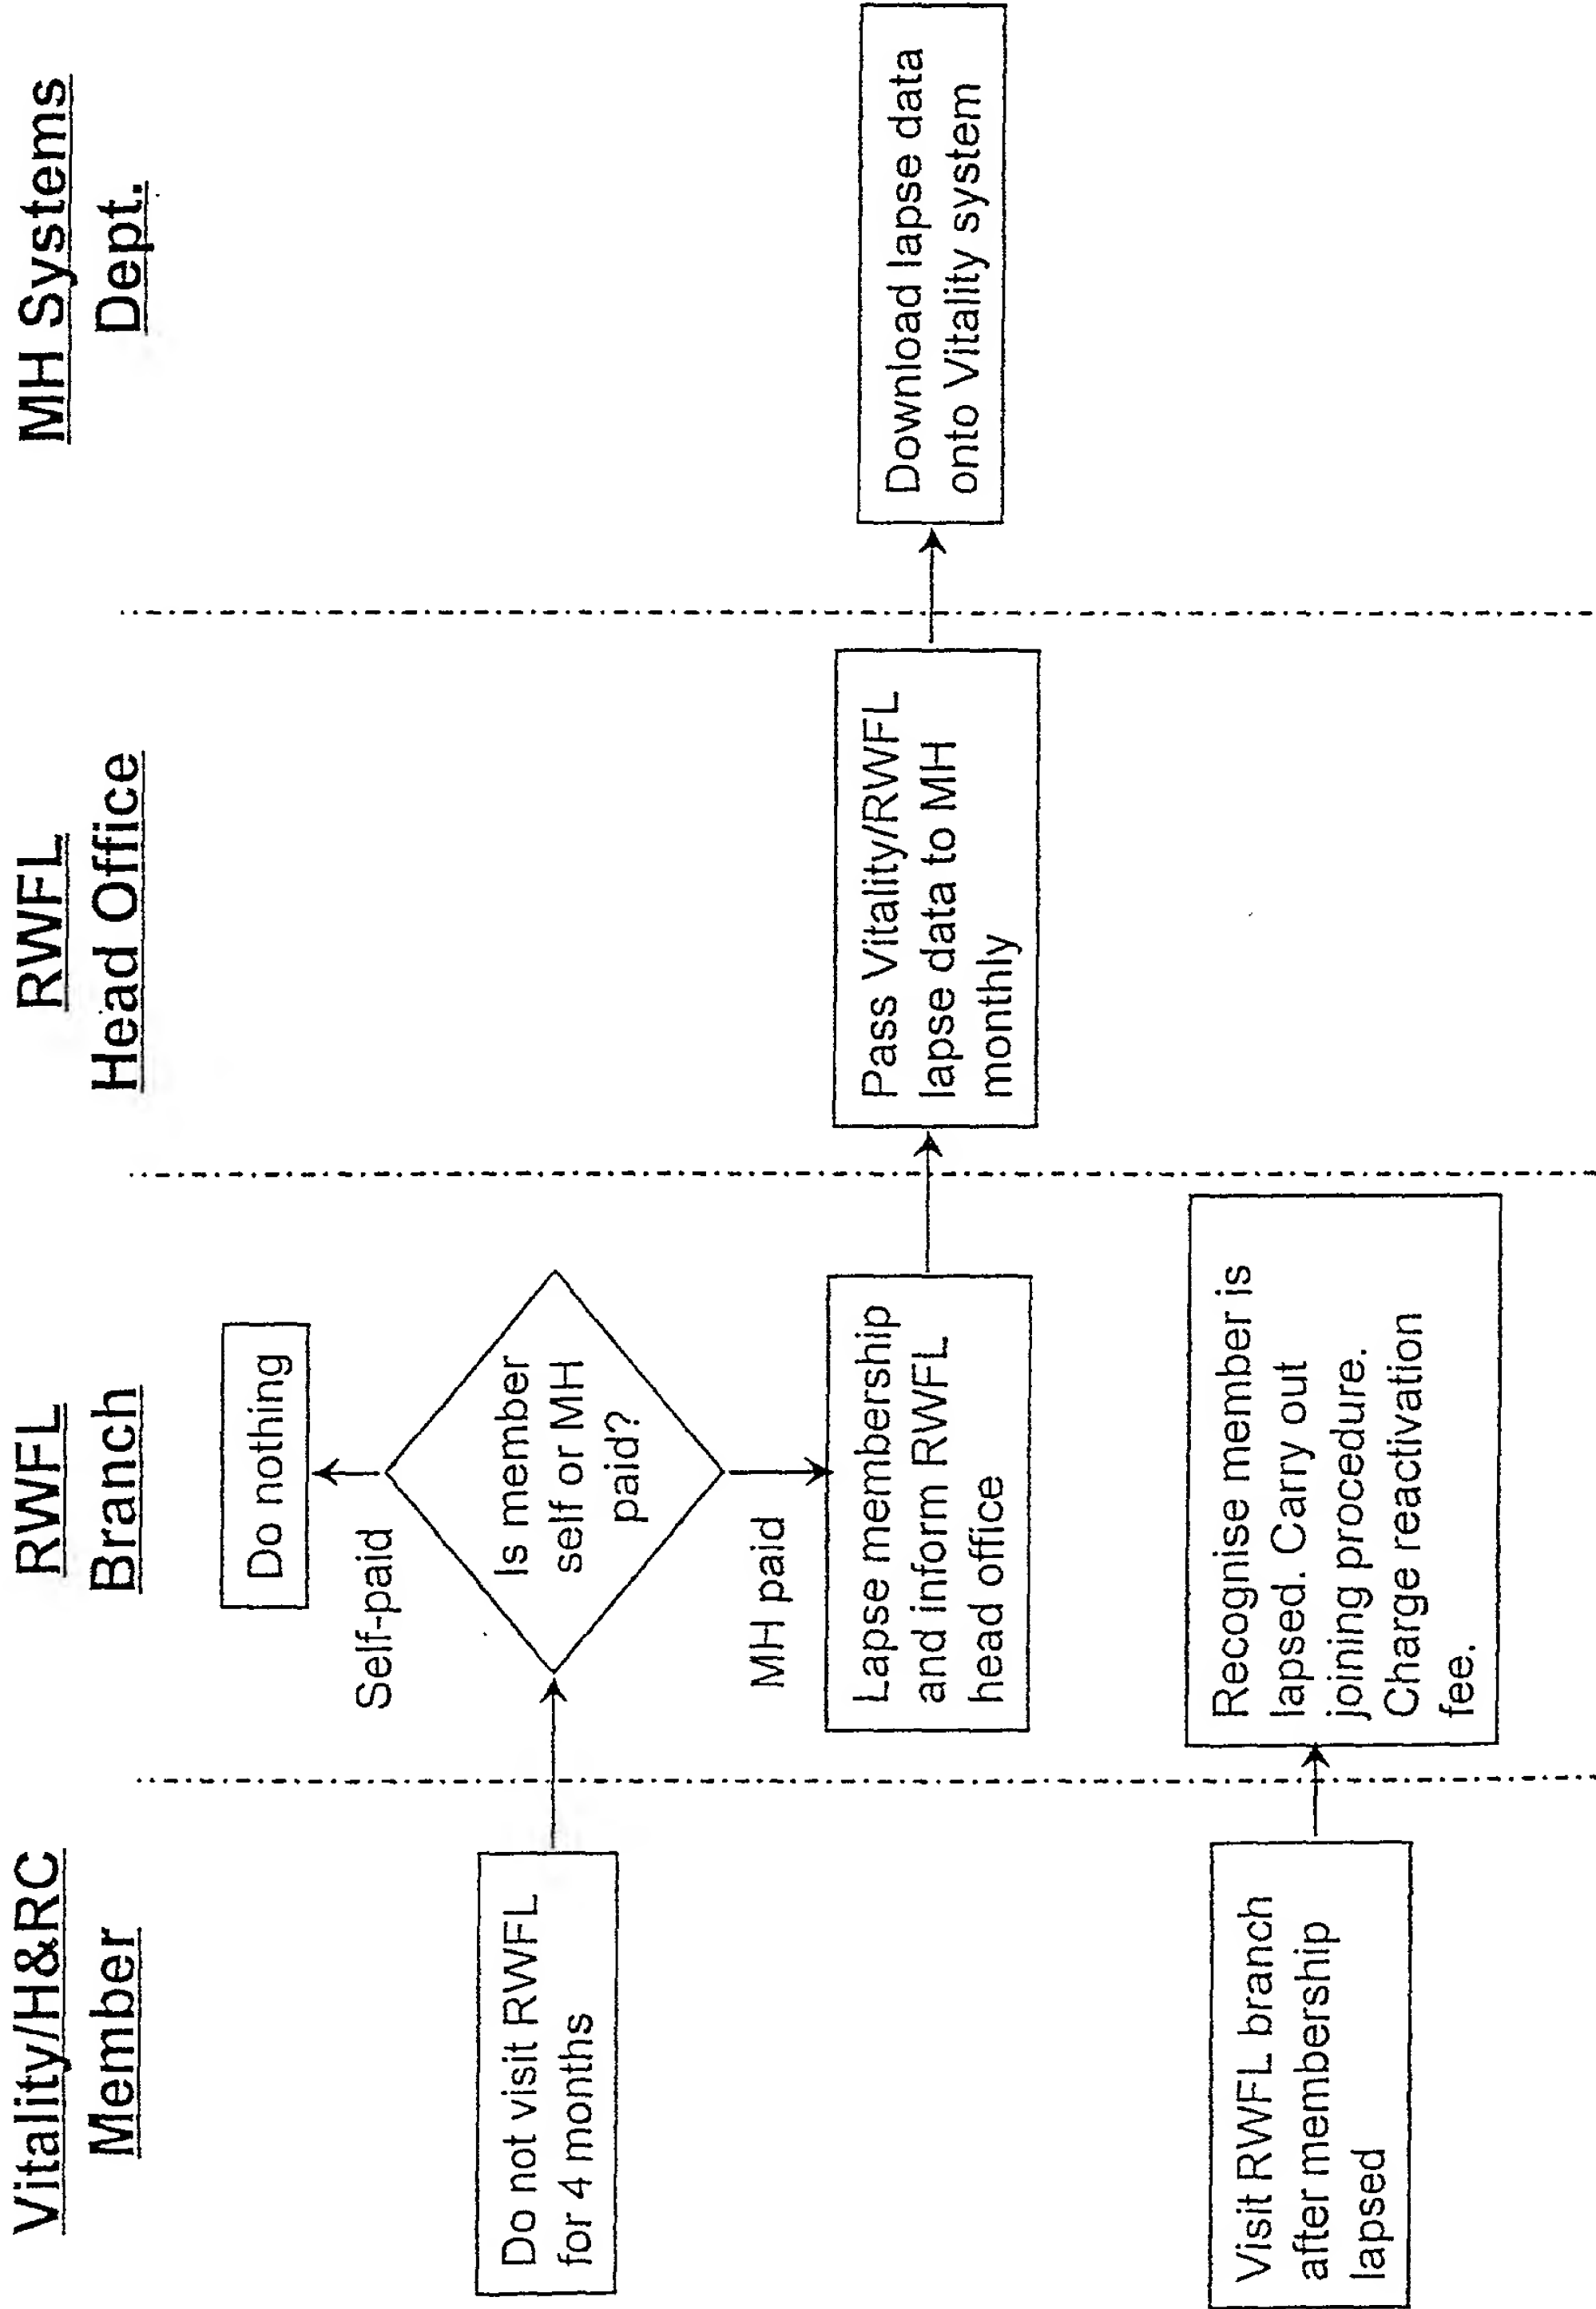 Vitality/H&RC
Member
RWFL
Branch
RWFL
Head Office
MH Systems
Dept.
Do nothing
Self-paid
Do not visit RWFL
for 4 months
Is member
self or MH
paid?
MH paid
Lapse membership
and inform RWFL
head office
Pass Vitality/RWFL
lapse data to MH
monthly
Download lapse data
onto Vitality system
Visit RWFL branch
after membership
lapsed
Recognise member is
lapsed. Carry out
joining procedure.
Charge reactivation
fee.